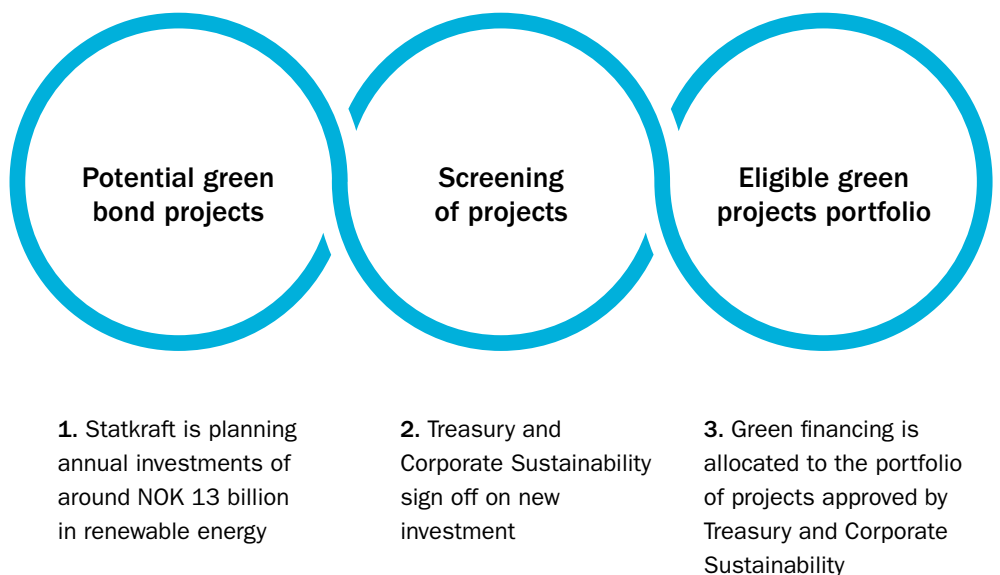 Potential green
bond projects
Screening
of projects
Eligible green
projects portfolio
1. Statkraft is planning
annual investments of
around NOK 13 billion
in renewable energy
2. Treasury and
Corporate Sustainability
sign off on new
investment
3. Green financing is
allocated to the portfolio
of projects approved by
Treasury and Corporate
Sustainability